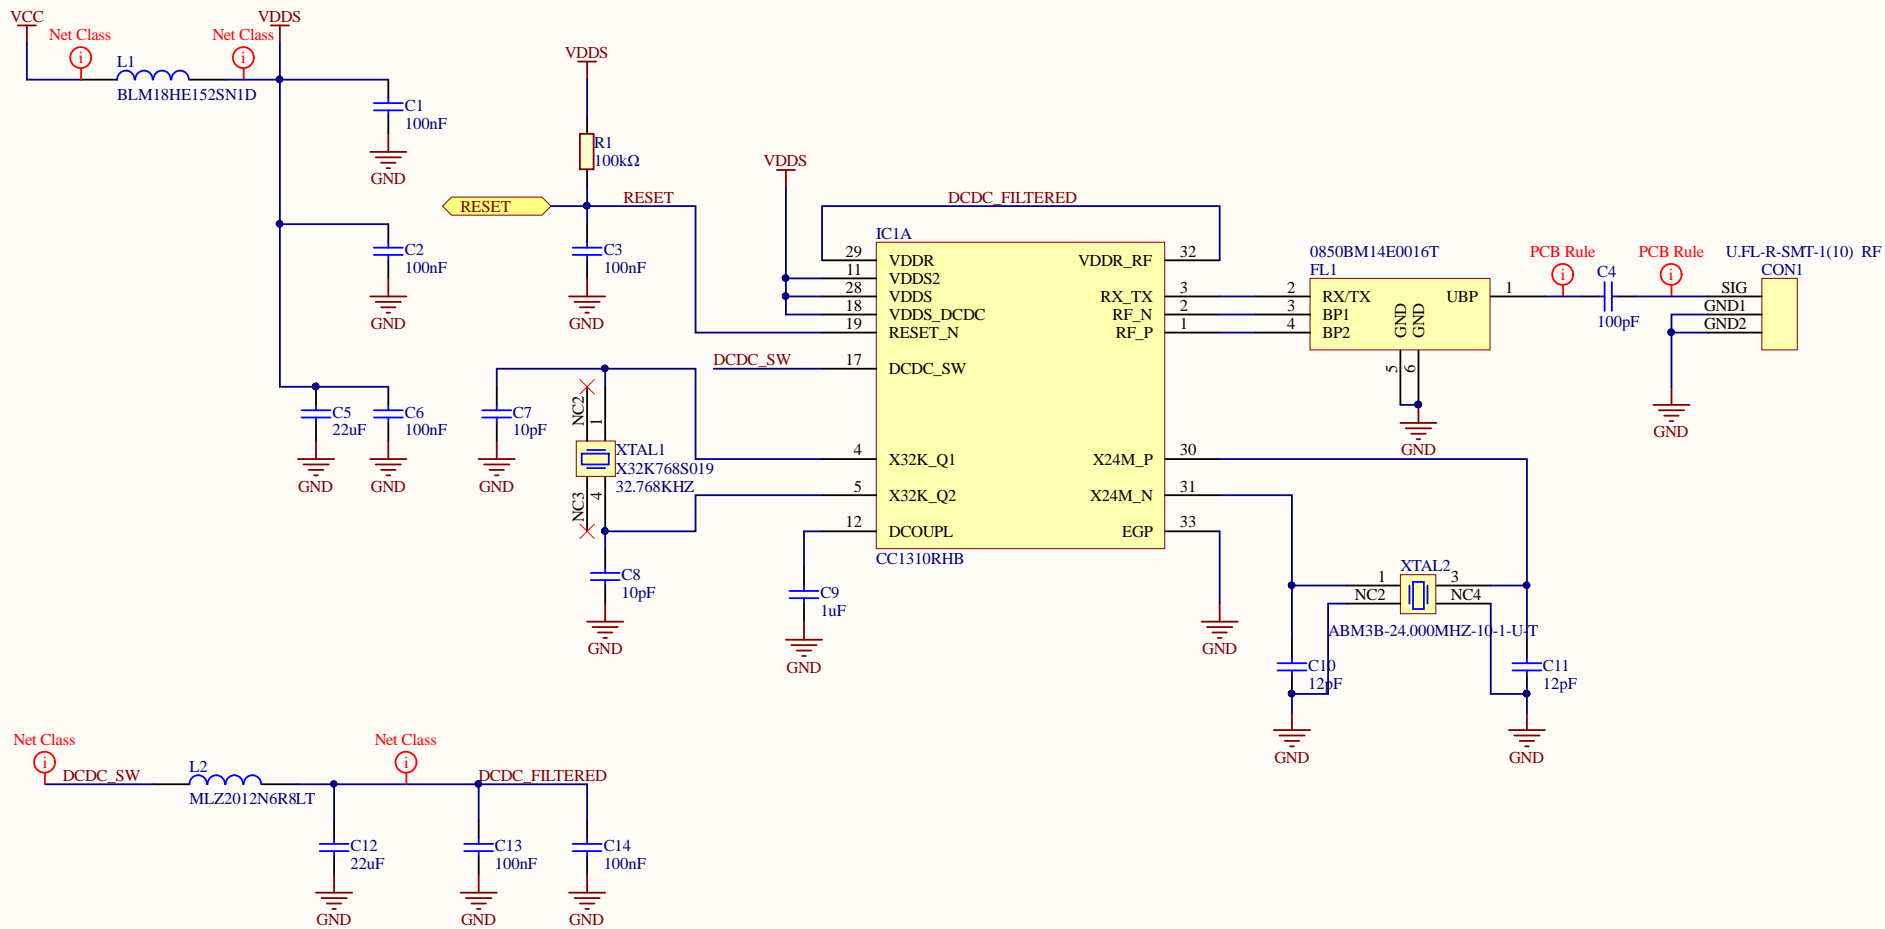 VCC
VDDS
Net Class
i
Net Class
i
L1
BLM18HE152SN1D
C1
100nF
GND
C2
100nF
GND
C5
22uF
GND
C6
100nF
GND
VDDS
R1
100kΩ
RESET
RESET
C3
100nF
GND
VDDS
DCDC_FILTERED
IC1A
29
VDDR
11
VDDS2
28
VDDS
18
VDDS_DCDC
19
RESET_N
DCDC_SW
17
DCDC_SW
4
X32K_Q1
5
X32K_Q2
12
DCOUPL
VDDR_RF
32
RX_TX
3
RF_N
2
RF_P
1
X24M_P
30
X24M_N
31
EGP
33
CC1310RHB
GND
C7
10pF
GND
NC2
1
XTAL1
X32K768S019
32.768KHZ
NC3
4
C8
10pF
GND
C9
1uF
GND
0850BM14E0016T
FL1
2
RX/TX
3
BP1
4
BP2
GND
GND
UBP
1
5
6
GND
PCB Rule
i
C4
100pF
PCB Rule
i
U.FL-R-SMT-1(10) RF
CON1
SIG
GND1
GND2
GND
XTAL2
1
3
NC2
NC4
ABM3B-24.000MHZ-10-1-U-T
C10
12pF
GND
C11
12pF
GND
Net Class
i
DCDC_SW
L2
MLZ2012N6R8LT
Net Class
i
DCDC_FILTERED
C12
22uF
GND
C13
100nF
GND
C14
100nF
GND